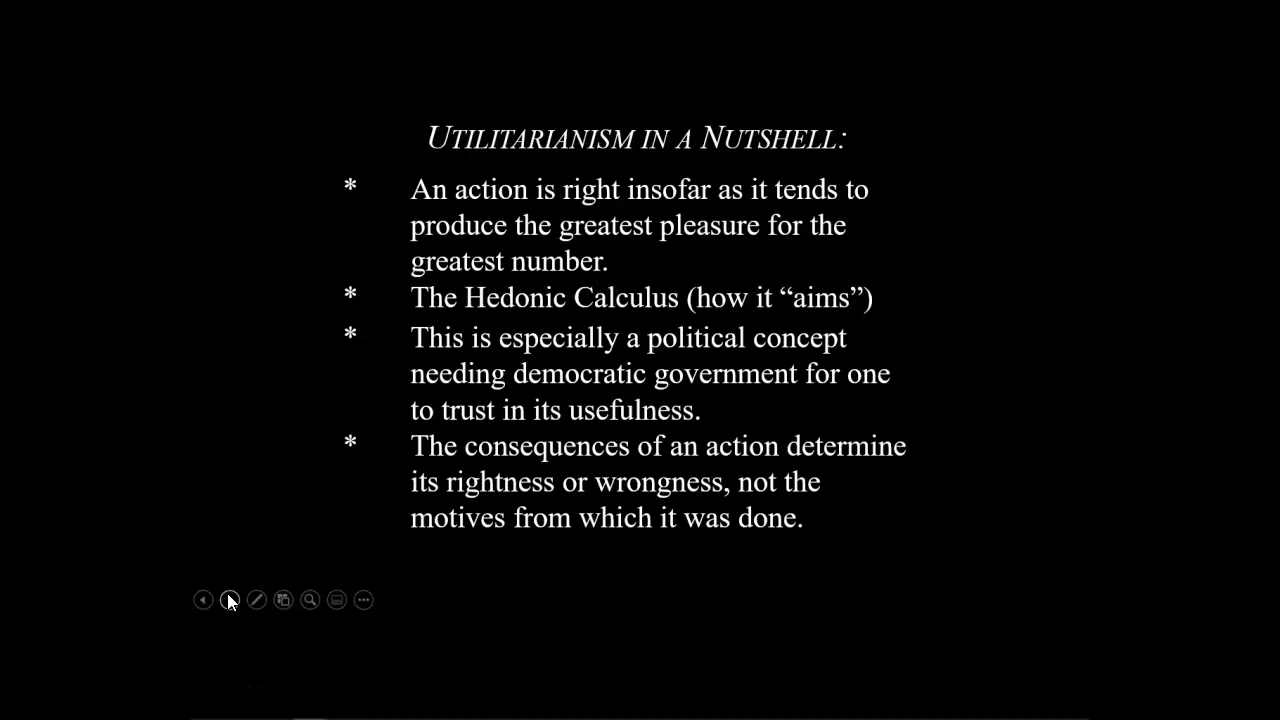 UTILITARIANISM IN A NUTSHELL:
* An action is right insofar as it tends to
produce the greatest pleasure for the
greatest number.
* The Hedonic Calculus (how it “aims”)
* This is especially a political concept
needing democratic government for one
to trust in its usefulness.
* The consequences of an action determine
its rightness or wrongness, not the
motives from which it was done.